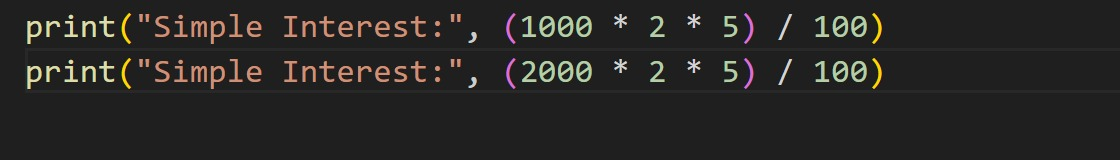 print("Simple Interest:", (1000 * 2 * 5) / 100)
print("Simple Interest:", (2000 * 2 * 5) / 100)